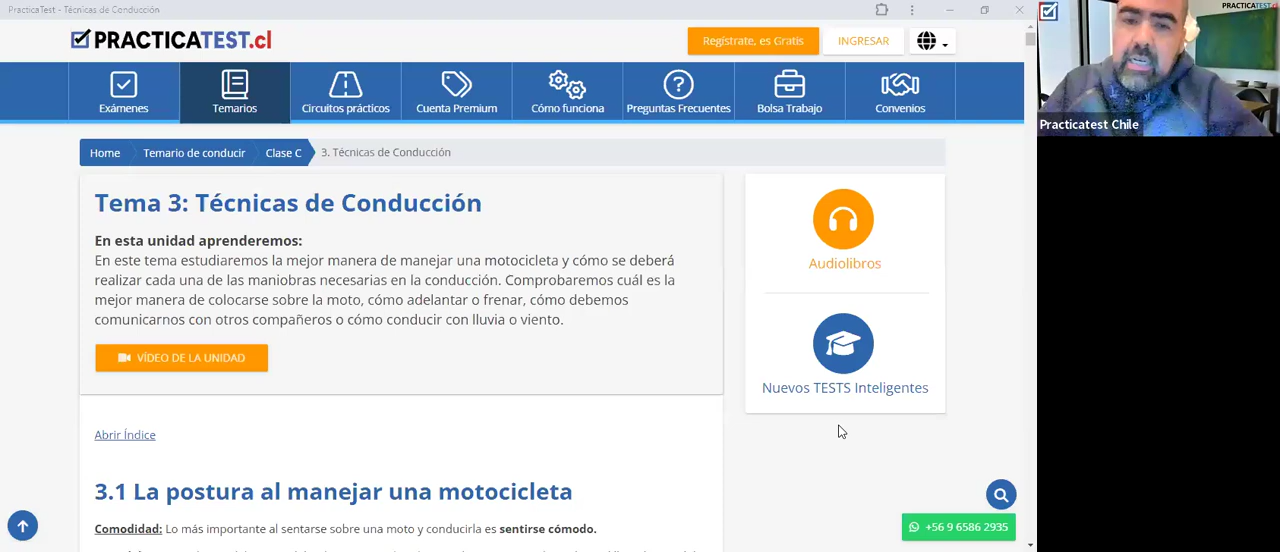 PracticaTest - Técnicas de Conducción
PRACTICATEST.cl
Regístrate, es Gratis
INGRESAR
Exámenes
Temarios
Circuitos prácticos
Cuenta Premium
Cómo funciona
Preguntas Frecuentes
Bolsa Trabajo
Convenios
Home
Temario de conducir
Clase C
3. Técnicas de Conducción
Tema 3: Técnicas de Conducción
En esta unidad aprenderemos:
En este tema estudiaremos la mejor manera de manejar una motocicleta y cómo se deberá
realizar cada una de las maniobras necesarias en la conducción. Comprobaremos cuál es la
mejor manera de colocarse sobre la moto, cómo adelantar o frenar, cómo debemos
comunicarnos con otros compañeros o cómo conducir con lluvia o viento.
VÍDEO DE LA UNIDAD
Audiolibros
Nuevos TESTS Inteligentes
Abrir Índice
3.1 La postura al manejar una motocicleta
Comodidad: Lo más importante al sentarse sobre una moto y conducirla es sentirse cómodo.
+56 9 6586 2935
PRACTICATEST.cl
Practicatest Chile